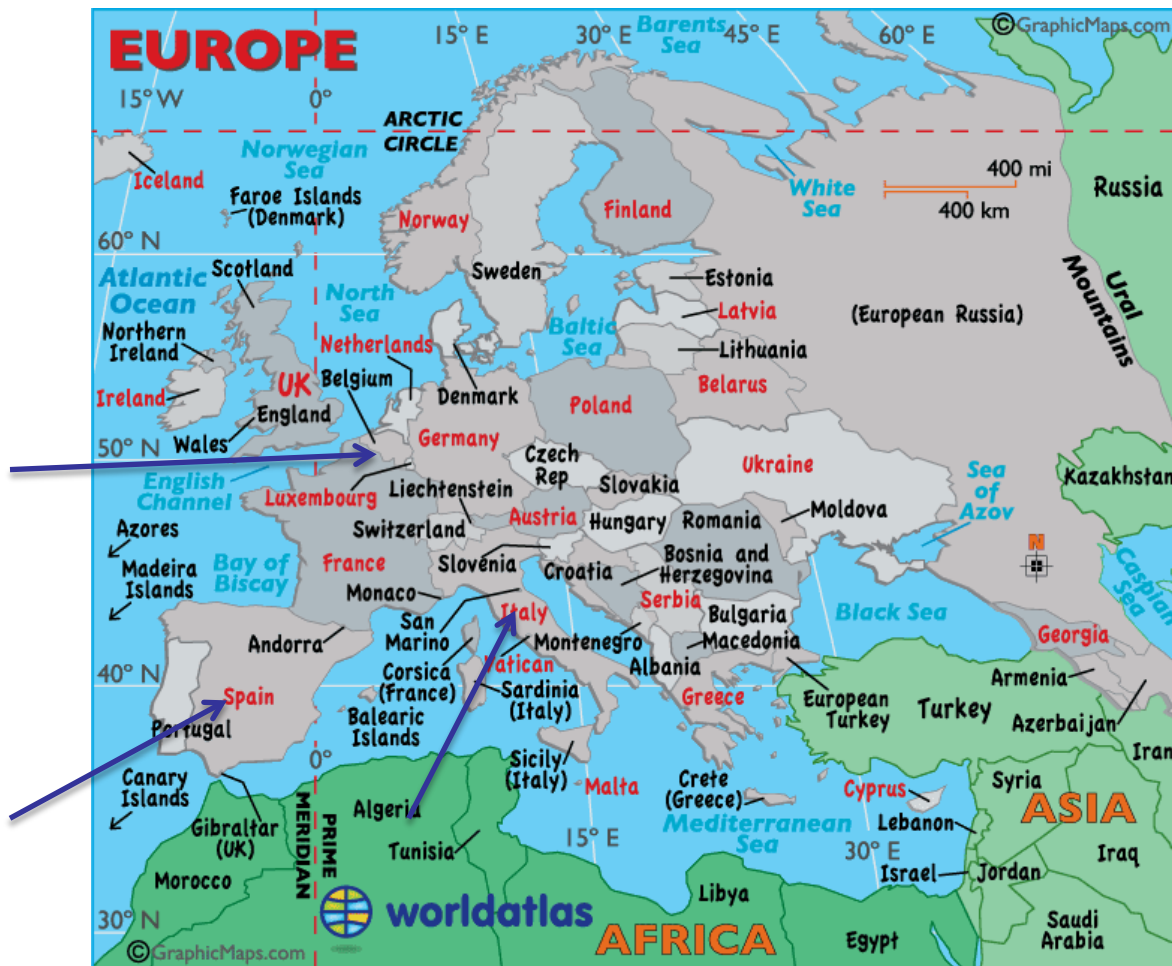 EUROPE
15° E
30° E
Barents
Sea
45° E
60° E
©GraphicMaps.com
15° W
0°
ARCTIC
CIRCLE
Norwegian
Sea
Iceland
Faroe Islands
(Denmark)
Norway
Finland
White
Sea
400 mi
400 km
Russia
60° N
Sweden
Estonia
Atlantic
Ocean
Scotland
North
Sea
Latvia
(European Russia)
Ural
Mountains
Northern
Ireland
Netherlands
Baltic
Sea
Lithuania
Belgium
Ireland
UK
Denmark
Poland
Belarus
England
Wales
Germany
50° N
Czech
Rep
Ukraine
Sea
of
Azov
Kazakhstan
English
Channel
Luxembourg
Liechtenstein
Slovakia
Moldova
Azores
Switzerland
Austria
Hungary
Romania
N
Bay of
Biscay
France
Slovenia
Croatia
Bosnia and
Herzegovina
Caspian
Sea
Madeira
Islands
Monaco
Serbia
Black Sea
San
Marino
Italy
Montenegro
Bulgaria
Georgia
Andorra
Corsica
(France)
Vatican
Albania
Macedonia
40° N
Spain
Sardinia
(Italy)
Greece
European
Turkey
Turkey
Armenia
Azerbaijan
Portugal
Balearic
Islands
Iran
0°
Sicily
(Italy)
Malta
Crete
(Greece)
Cyprus
Syria
Canary
Islands
Algeria
Mediterranean
Sea
Lebanon
ASIA
Gibraltar
(UK)
PRIME
MERIDIAN
Tunisia
15° E
30° E
Iraq
Morocco
Israel
Jordan
Libya
worldatlas
30° N
AFRICA
Egypt
Saudi
Arabia
©GraphicMaps.com